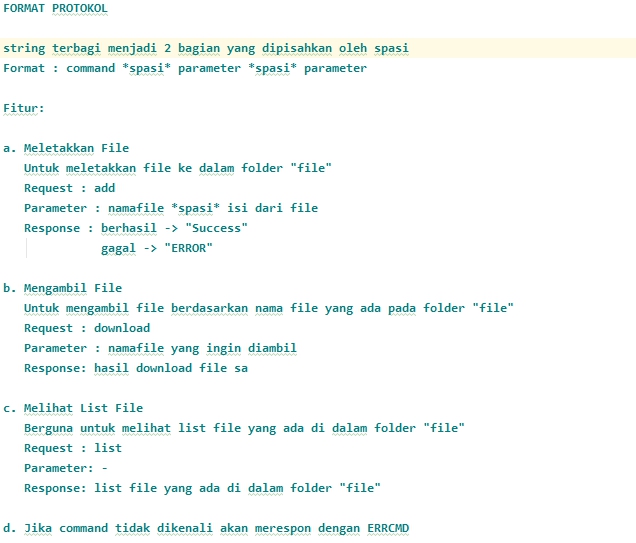 FORMAT PROTOKOL
string terbagi menjadi 2 bagian yang dipisahkan oleh spasi
Format : command *spasi* parameter *spasi* parameter
Fitur:
a. Meletakkan File
Untuk meletakkan file ke dalam folder "file"
Request : add
Parameter : namafile *spasi* isi dari file
Response : berhasil -> "Success"
gagal -> "ERROR"
b. Mengambil File
Untuk mengambil file berdasarkan nama file yang ada pada folder "file"
Request : download
Parameter : namafile yang ingin diambil
Response: hasil download file sa
c. Melihat List File
Berguna untuk melihat list file yang ada di dalam folder "file"
Request : list
Parameter: -
Response: list file yang ada di dalam folder "file"
d. Jika command tidak dikenali akan merespon dengan ERRCMD